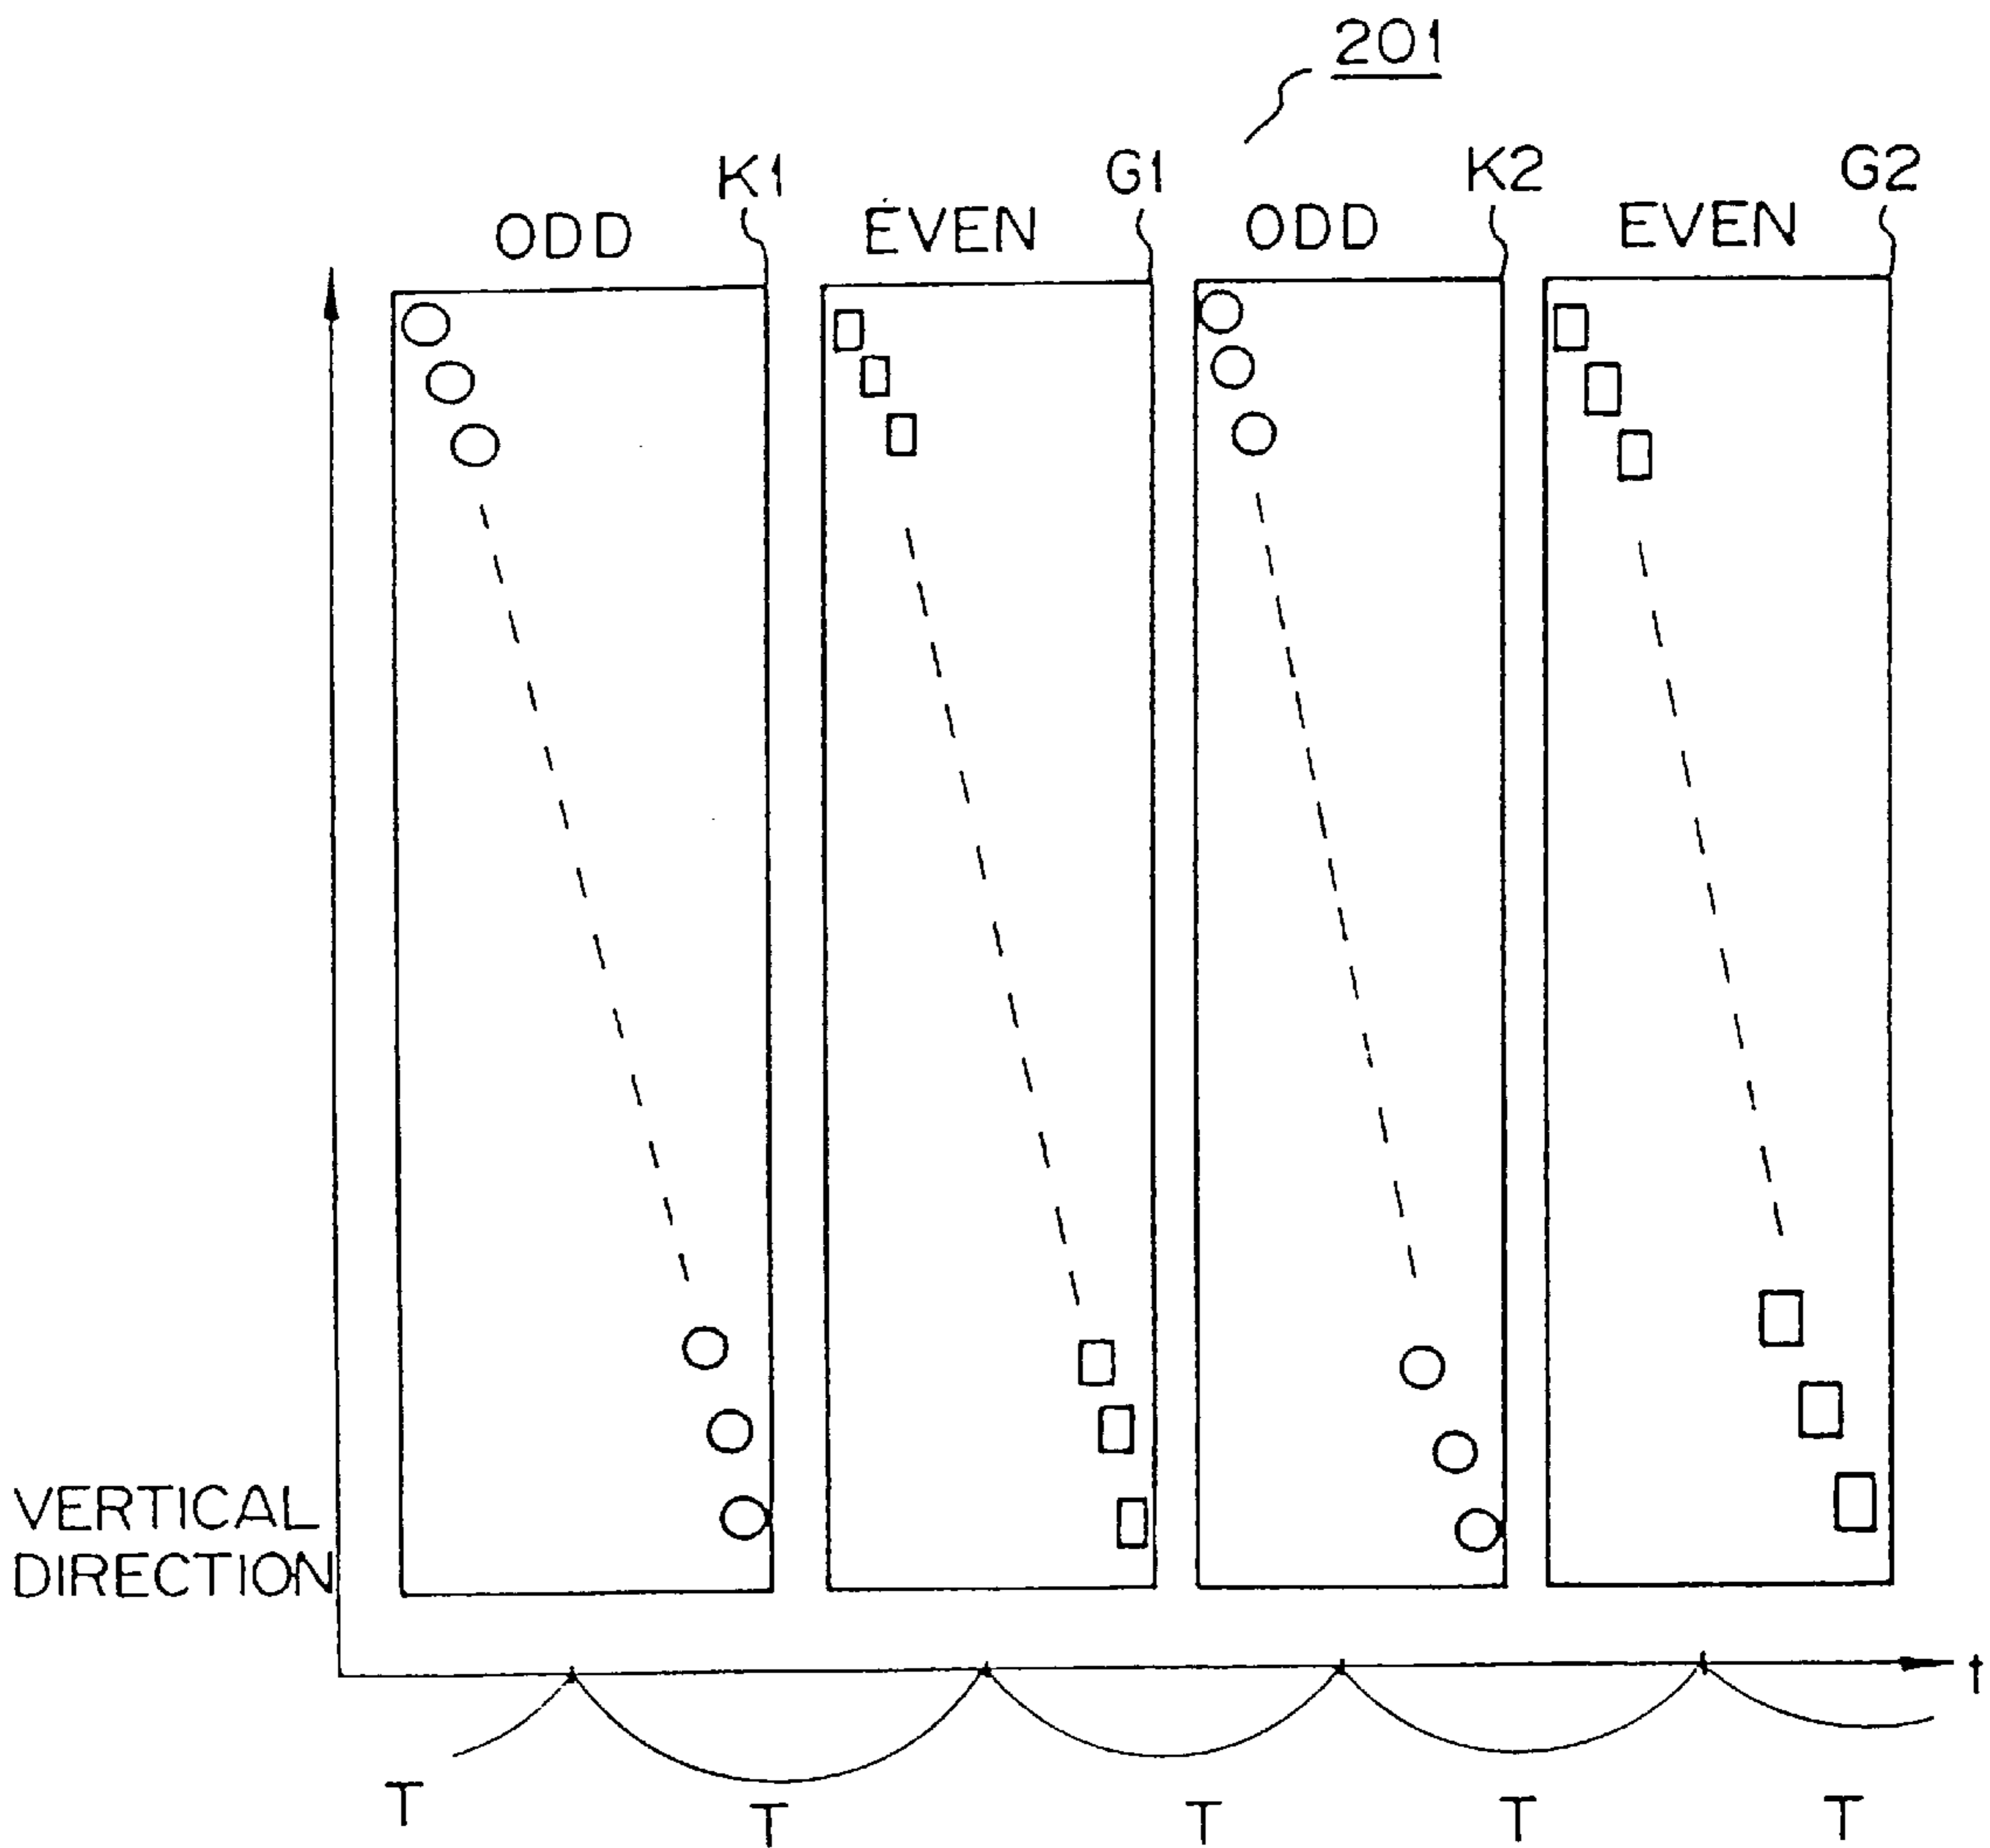 201
K1 G1 K2 G2
ODD EVEN ODD EVEN
VERTICAL
DIRECTION
t
T T T T T